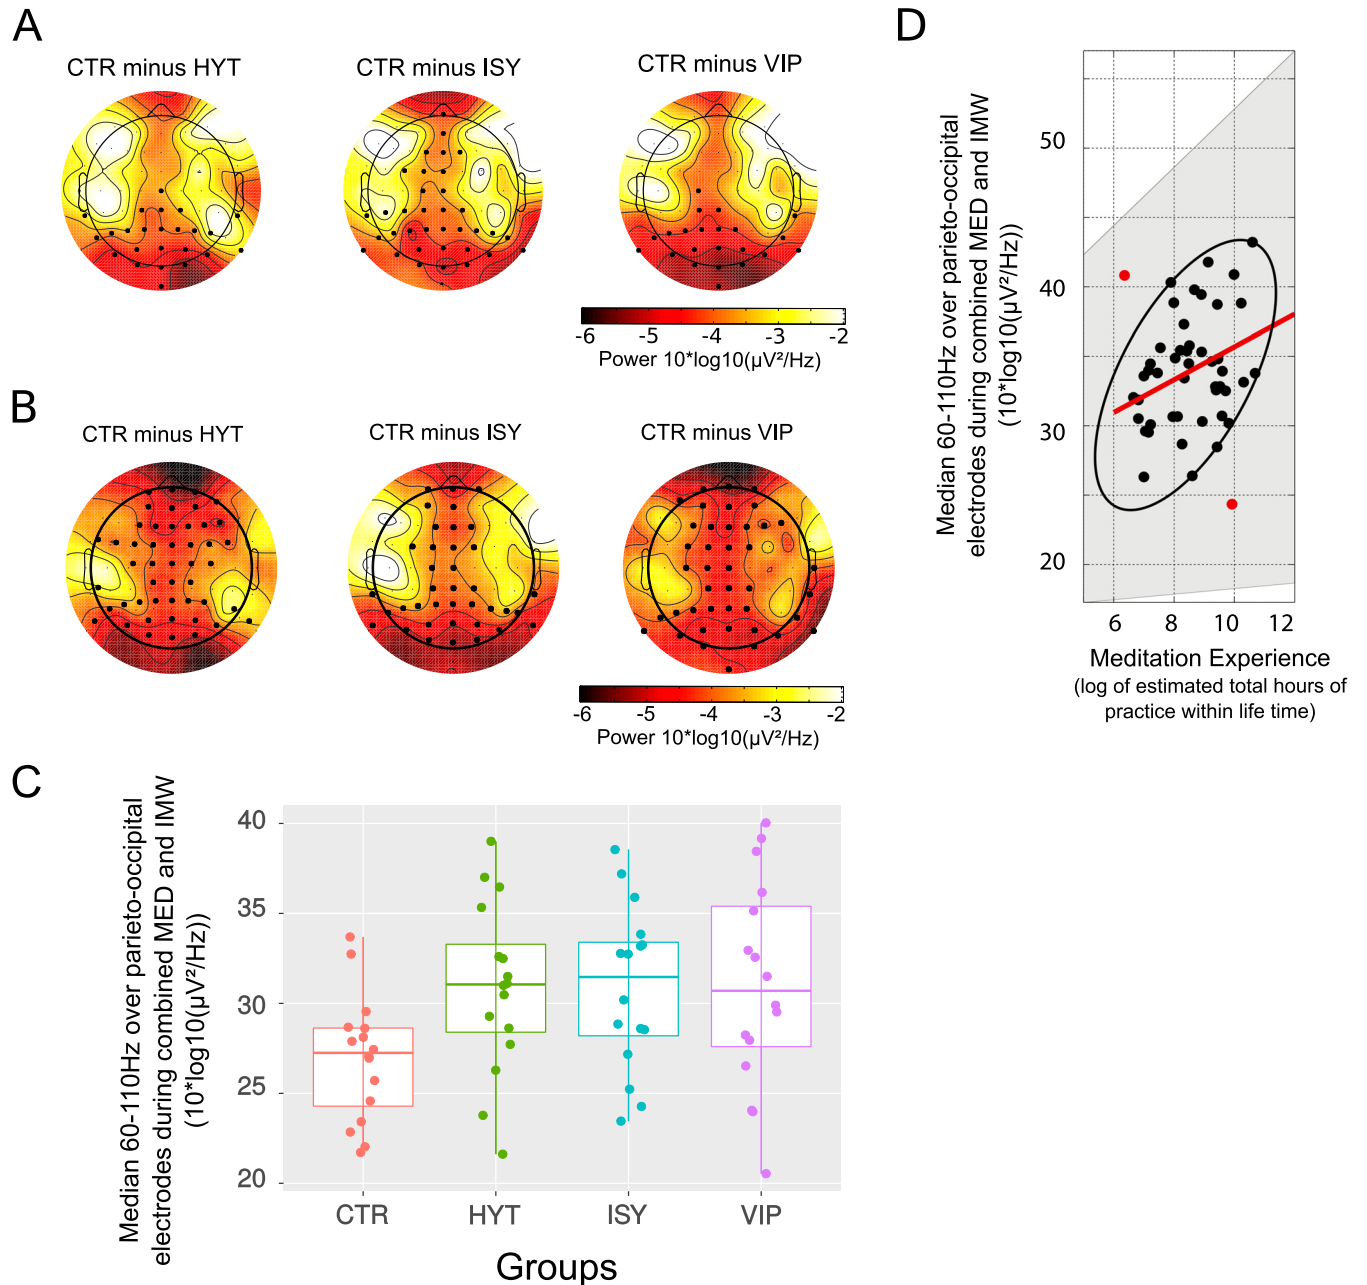 A
CTR minus HYT
CTR minus ISY
CTR minus VIP
-6 -5 -4 -3 -2
Power 10*log10(µV²/Hz)
B
CTR minus HYT
CTR minus ISY
CTR minus VIP
-6 -5 -4 -3 -2
Power 10*log10(µV²/Hz)
C
Median 60-110Hz over parieto-occipital
electrodes during combined MED and IMW
(10*log10(µV²/Hz))
40
35
30
25
20
CTR HYT ISY VIP
Groups
D
Median 60-110Hz over parieto-occipital
electrodes during combined MED and IMW
(10*log10(µV²/Hz))
50
40
30
20
6 8 10 12
Meditation Experience
(log of estimated total hours of
practice within life time)